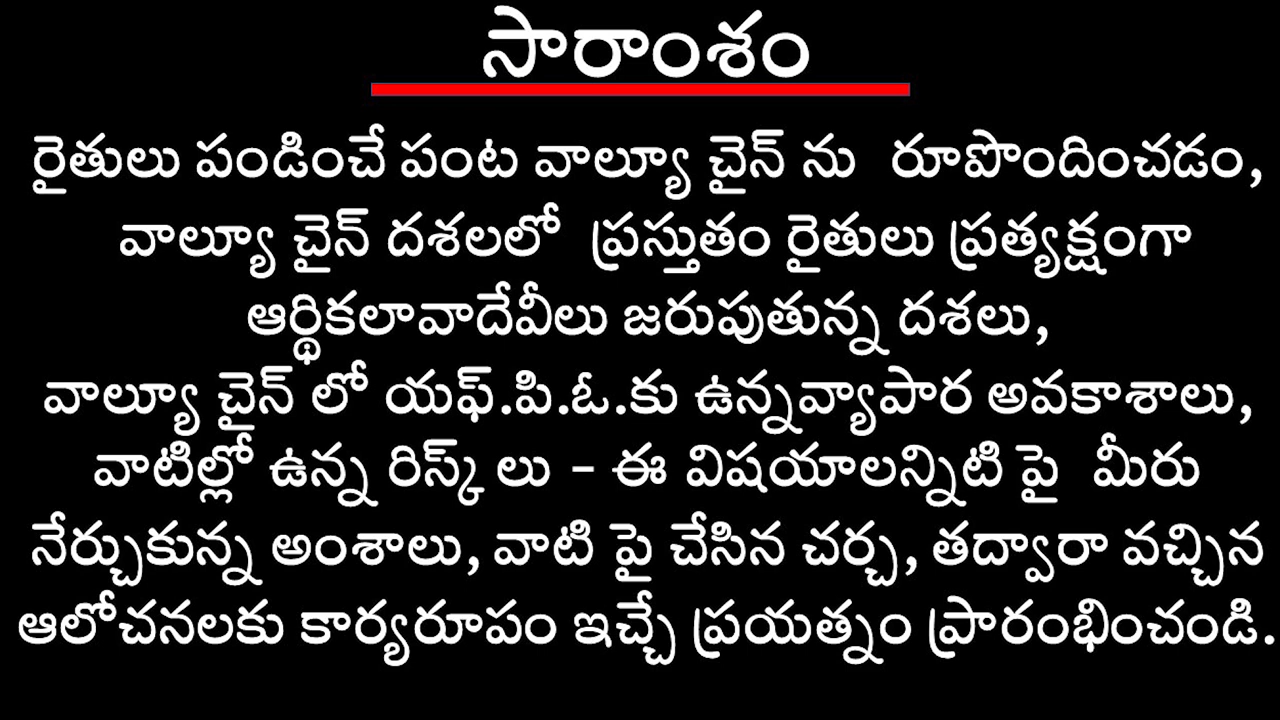 సారాంశం
రైతులు పండించే పంట వాల్యూ చైన్ ను రూపొందించడం,
వాల్యూ చైన్ దశలలో ప్రస్తుతం రైతులు ప్రత్యక్షంగా
ఆర్థికలావాదేవీలు జరుపుతున్న దశలు,
వాల్యూ చైన్ లో యఫ్.పి.ఓ.కు ఉన్నవ్యాపార అవకాశాలు,
వాటిల్లో ఉన్న రిస్క్ లు - ఈ విషయాలన్నిటి పై మీరు
నేర్చుకున్న అంశాలు, వాటి పై చేసిన చర్చ, తద్వారా వచ్చిన
ఆలోచనలకు కార్యరూపం ఇచ్చే ప్రయత్నం ప్రారంభించండి.